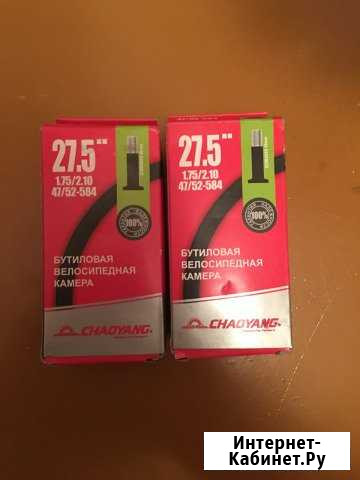 27.5"
1.75/2.10
47/52-584
100%
БУТИЛОВАЯ
ВЕЛОСИПЕДНАЯ
КАМЕРА
CHAOYANG
27.5"
1.75/2.10
47/52-584
100%
БУТИЛОВАЯ
ВЕЛОСИПЕДНАЯ
КАМЕРА
CHAOYANG
Интернет-
Кабинет.Ру